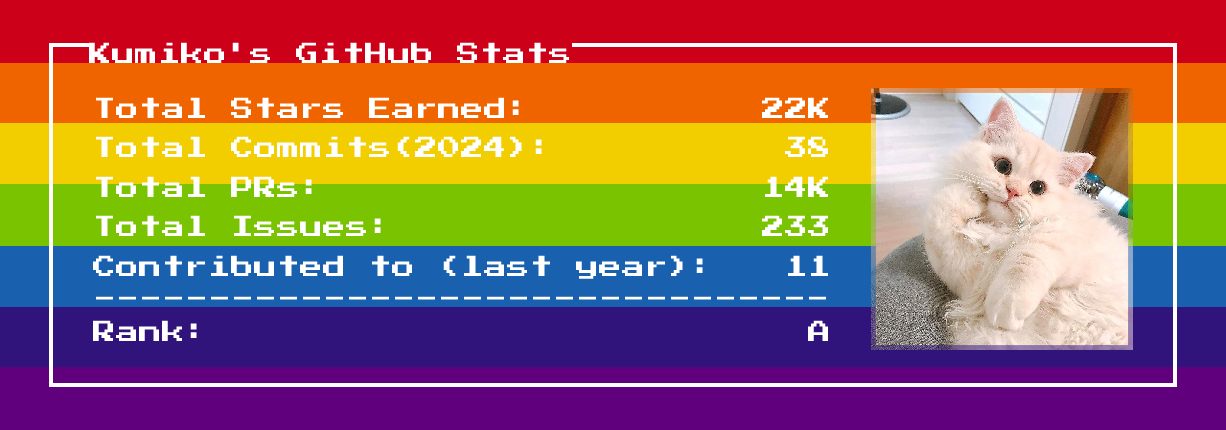 Kumiko's GitHub Stats
Total Stars Earned: 22K
Total Commits(2024): 38
Total PRs: 14K
Total Issues: 233
Contributed to (last year): 11
--------------------------------
Rank: A